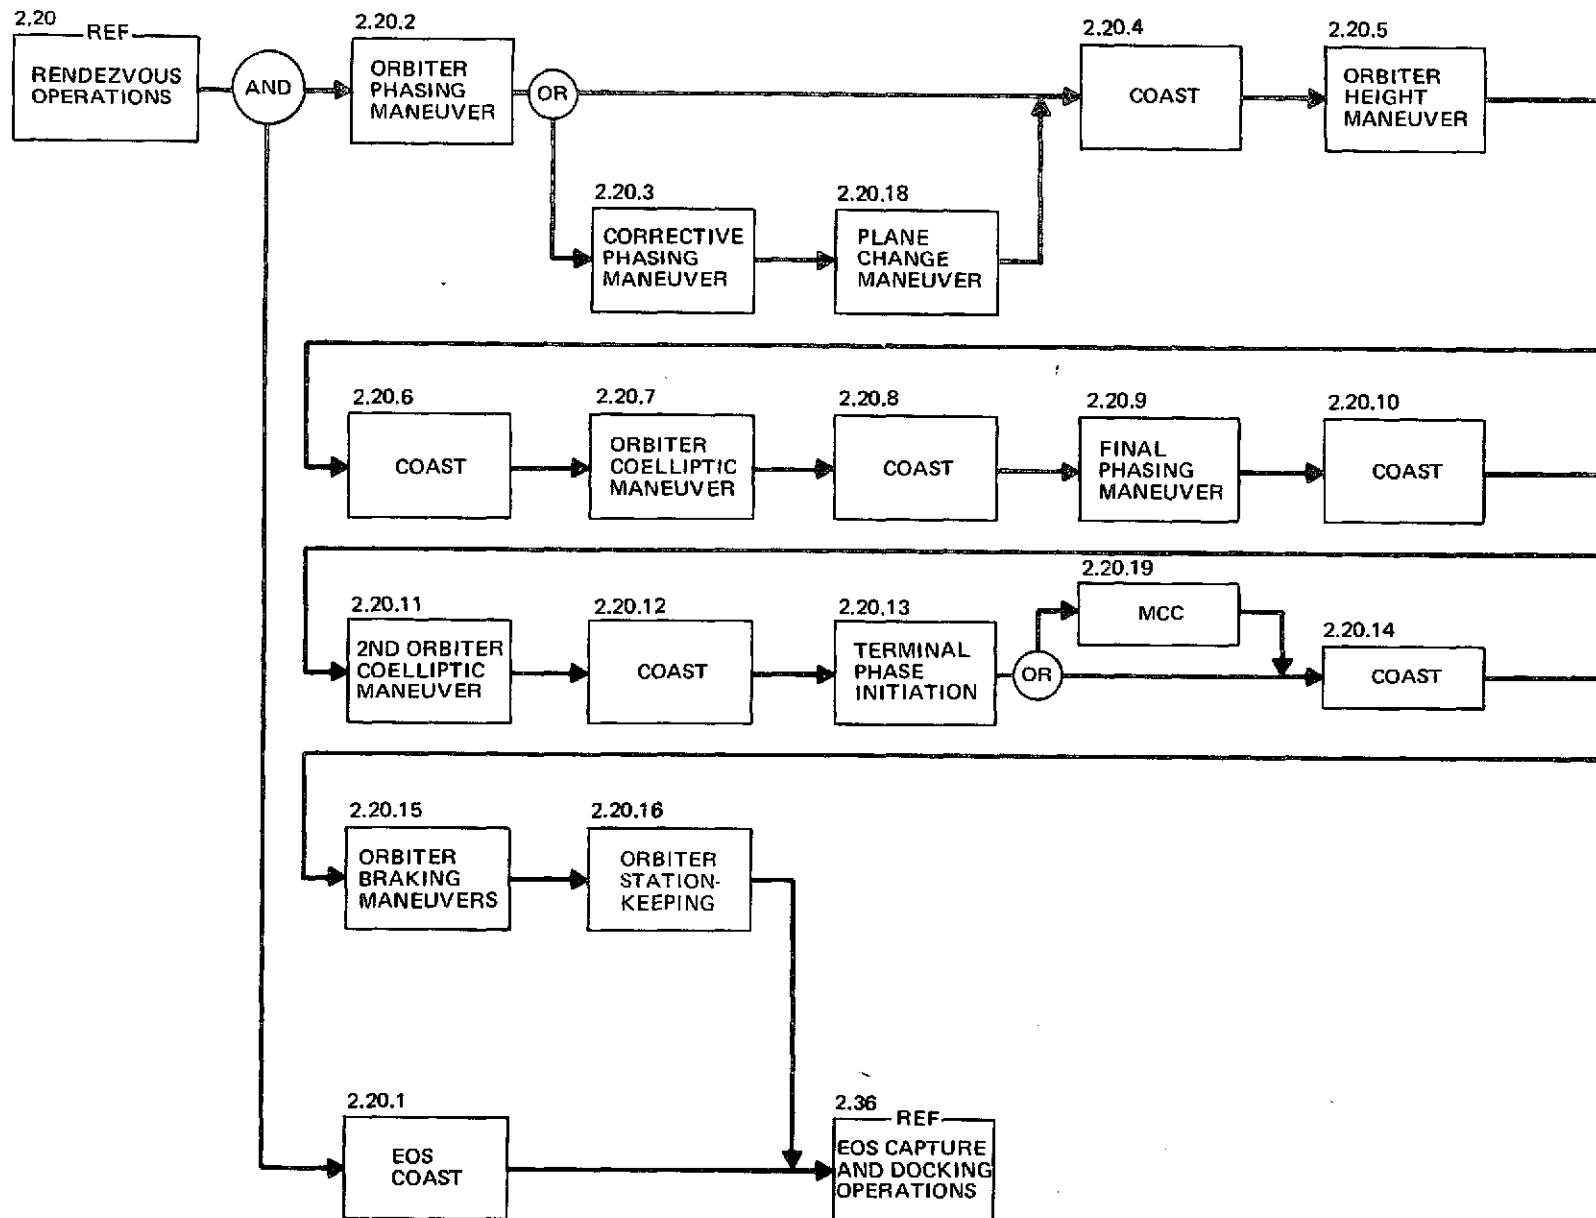 2.20
REF
RENDEZVOUS
OPERATIONS
AND
2.20.2
ORBITER
PHASING
MANEUVER
OR
2.20.4
COAST
2.20.5
ORBITER
HEIGHT
MANEUVER
2.20.3
CORRECTIVE
PHASING
MANEUVER
2.20.18
PLANE
CHANGE
MANEUVER
2.20.6
COAST
2.20.7
ORBITER
COELLIPTIC
MANEUVER
2.20.8
COAST
2.20.9
FINAL
PHASING
MANEUVER
2.20.10
COAST
2.20.11
2ND ORBITER
COELLIPTIC
MANEUVER
2.20.12
COAST
2.20.13
TERMINAL
PHASE
INITIATION
OR
2.20.19
MCC
2.20.14
COAST
2.20.15
ORBITER
BRAKING
MANEUVERS
2.20.16
ORBITER
STATION-
KEEPING
2.20.1
EOS
COAST
2.36
REF
EOS CAPTURE
AND DOCKING
OPERATIONS